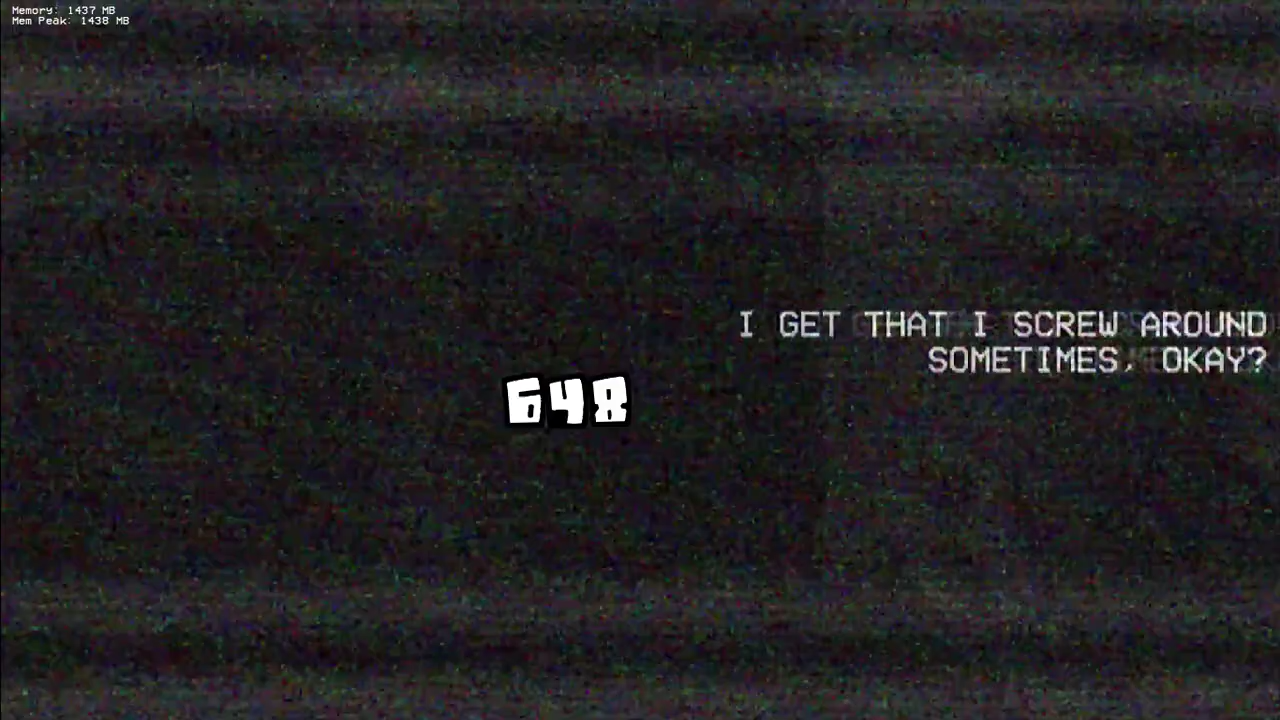 Memory: 1437 MB
Mem Peak: 1438 MB
I GET THAT I SCREW AROUND
SOMETIMES, OKAY?
648